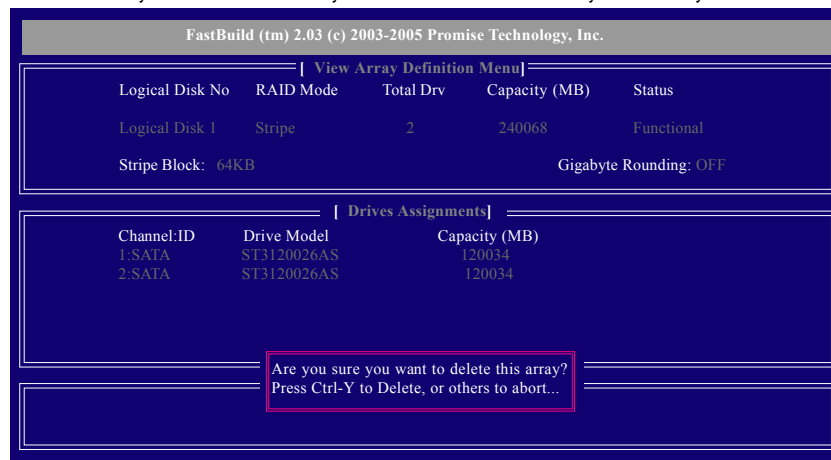 FastBuild (tm) 2.03 (c) 2003-2005 Promise Technology, Inc.
[ View Array Definition Menu]
Logical Disk No RAID Mode Total Drv Capacity (MB) Status
Logical Disk 1 Stripe 2 240068 Functional
Stripe Block: 64KB Gigabyte Rounding: OFF
[ Drives Assignments]
Channel:ID Drive Model Capacity (MB)
1:SATA ST3120026AS 120034
2:SATA ST3120026AS 120034
Are you sure you want to delete this array?
Press Ctrl-Y to Delete, or others to abort...